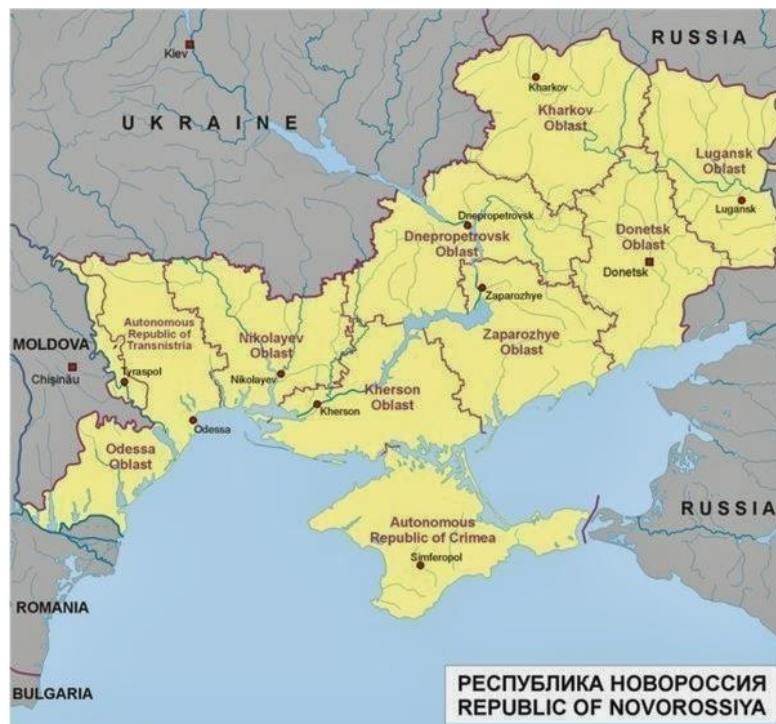 RUSSIA
Kiev
Kharkov
Kharkov
Oblast
UKRAINE
Lugansk
Oblast
Lugansk
Dnepropetrovsk
Dnepropetrovsk
Oblast
Donetsk
Oblast
Donetsk
Zaparozhye
Autonomous
Republic of
Transnistria
Nikolayev
Oblast
Zaparozhye
Oblast
MOLDOVA
Chişinău
Tyraspol
Nikolayev
Kherson
Oblast
Kherson
Odessa
Odessa
Oblast
RUSSIA
Autonomous
Republic of Crimea
Simferopol
ROMANIA
BULGARIA
РЕСПУБЛИКА НОВОРОССИЯ
REPUBLIC OF NOVOROSSIYA